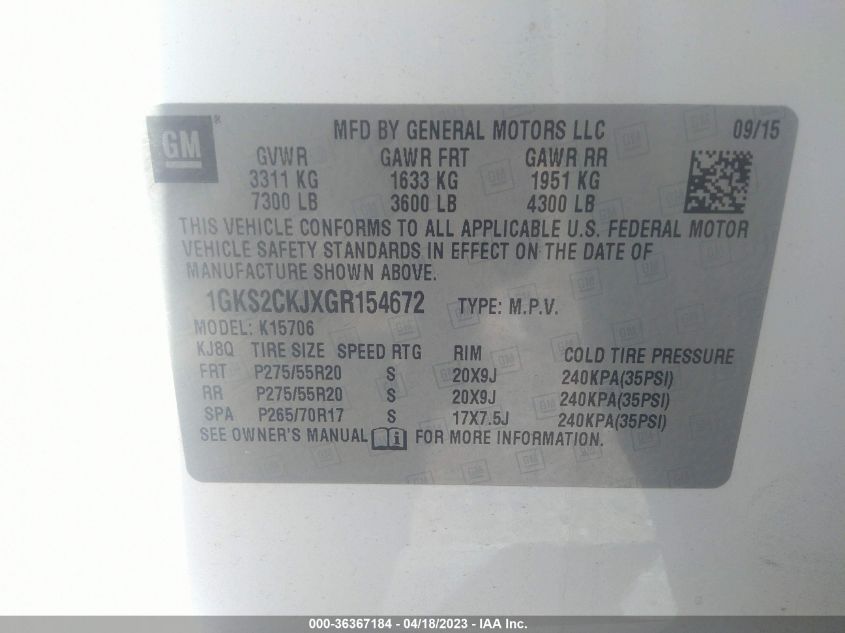 GM® MFD BY GENERAL MOTORS LLC 09/15
GVWR GAWR FRT GAWR RR
3311 KG 1633 KG 1951 KG
7300 LB 3600 LB 4300 LB
THIS VEHICLE CONFORMS TO ALL APPLICABLE U.S. FEDERAL MOTOR
VEHICLE SAFETY STANDARDS IN EFFECT ON THE DATE OF
MANUFACTURE SHOWN ABOVE.
1GKS2CKJXGR154672 TYPE: M.P.V.
MODEL: K15706
KJ8Q TIRE SIZE SPEED RTG RIM COLD TIRE PRESSURE
FRT P275/55R20 S 20X9J 240KPA(35PSI)
RR P275/55R20 S 20X9J 240KPA(35PSI)
SPA P265/70R17 S 17X7.5J 240KPA(35PSI)
SEE OWNER'S MANUAL FOR MORE INFORMATION.
000-36367184 - 04/18/2023 - IAA Inc.